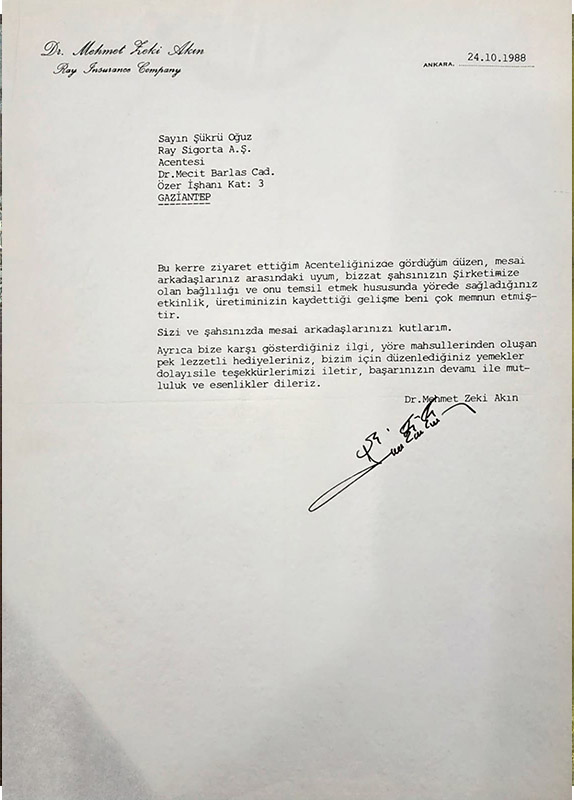 Dr. Mehmet Zeki Akın
Ray Insurance Company
ANKARA, 24.10.1988
Sayın Şükrü Oğuz
Ray Sigorta A.Ş.
Acentesi
Dr.Mecit Barlas Cad.
Özer İşhanı Kat: 3
GAZİANTEP
Bu kerre ziyaret ettiğim Acenteliğinizde gördüğüm düzen, mesai
arkadaşlarınız arasındaki uyum, bizzat şahsınızın Şirketimize
olan bağlılığı ve onu temsil etmek hususunda yörede sağladığınız
etkinlik, üretiminizin kaydettiği gelişme beni çok memnun etmiş-
tir.
Sizi ve şahsınızda mesai arkadaşlarınızı kutlarım.
Ayrıca bize karşı gösterdiğiniz ilgi, yöre mahsullerinden oluşan
pek lezzetli hediyeleriniz, bizim için düzenlediğiniz yemekler
dolayısile teşekkürlerimizi iletir, başarınızın devamı ile mut-
luluk ve esenlikler dileriz.
Dr.Mehmet Zeki Akın